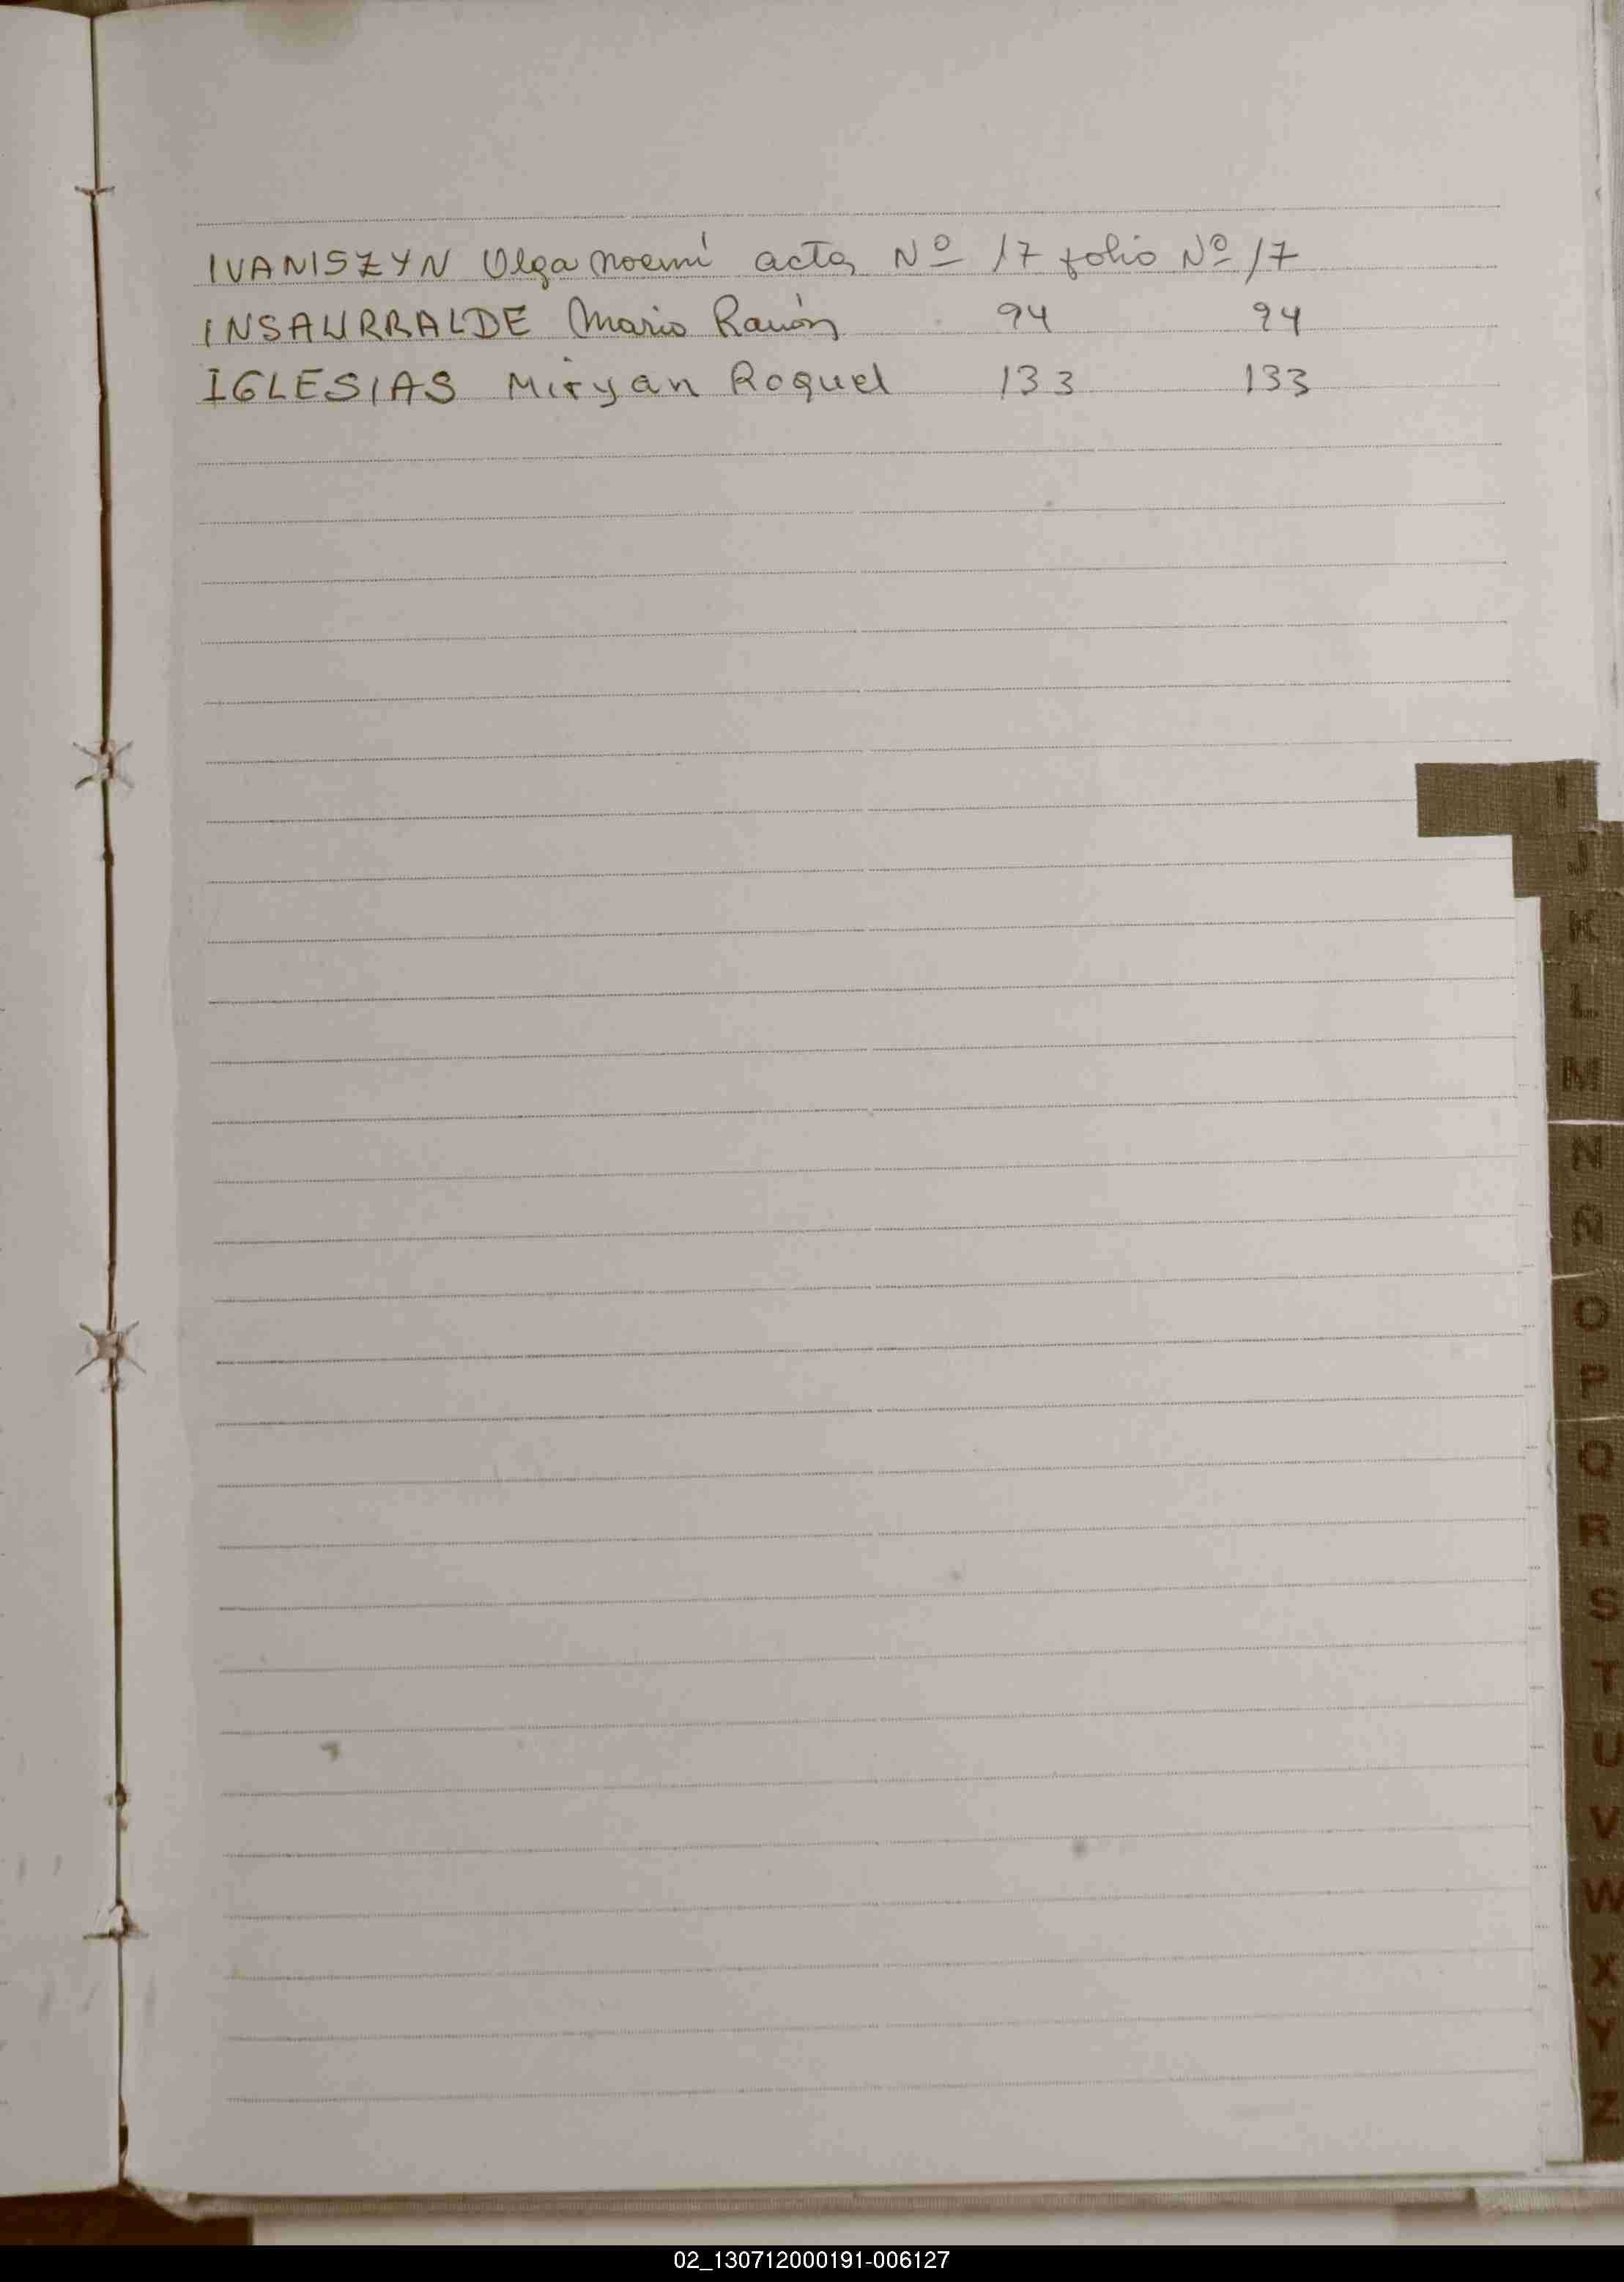 IVANISZYN Olga Noemí acta Nº 17 folio Nº 17
INSAURRALDE Mario Ramón 94 94
IGLESIAS Miryan Raquel 133 133
I
J
K
L
M
N
Ñ
O
P
Q
R
S
T
U
V
W
X
Y
Z
02_130712000191-006127